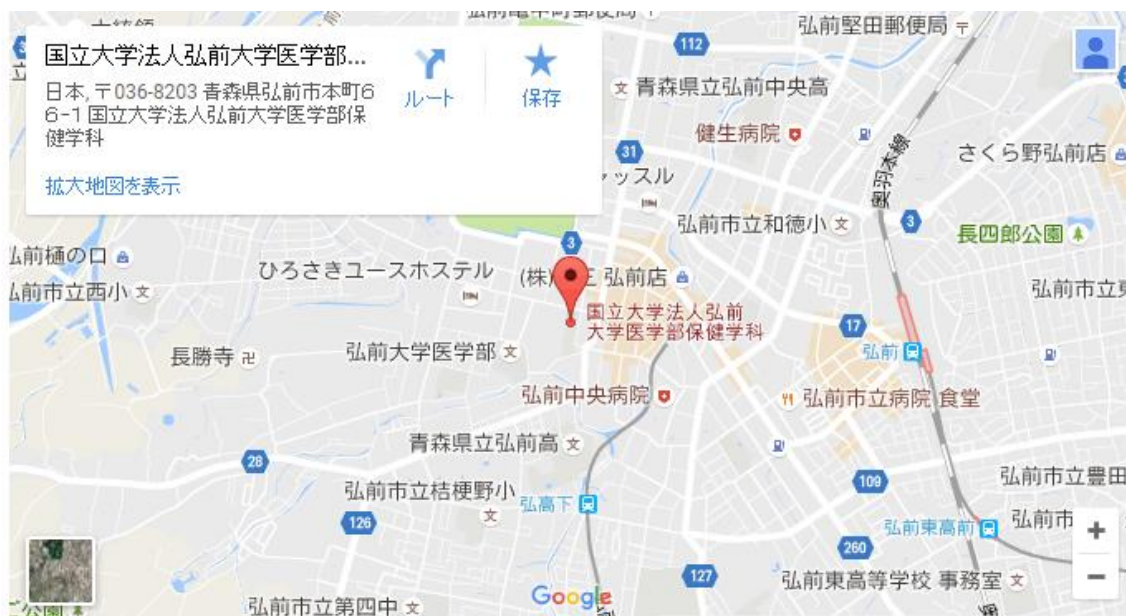 弘前堅田郵便局
国立大学法人弘前大学医学部...
日本, 〒036-8203 青森県弘前市本町6
6-1 国立大学法人弘前大学医学部保
健学科
拡大地図を表示
ルート
保存
112
青森県立弘前中央高
健生病院
31
さくら野弘前店
奥羽本線
弘前市立和徳小
3
長四郎公園
弘前樋の口
3
ひろさきユースホステル
(株)
弘前店
弘前市立西小
国立大学法人弘前
大学医学部保健学科
17
長勝寺
弘前大学医学部
弘前
弘前中央病院
弘前市立病院 食堂
青森県立弘前高
28
弘前市立桔梗野小
弘高下
109
弘前市立豊田
126
弘前東高前
弘前市
260
127
弘前東高等学校 事務室
Google
弘前市立第四中